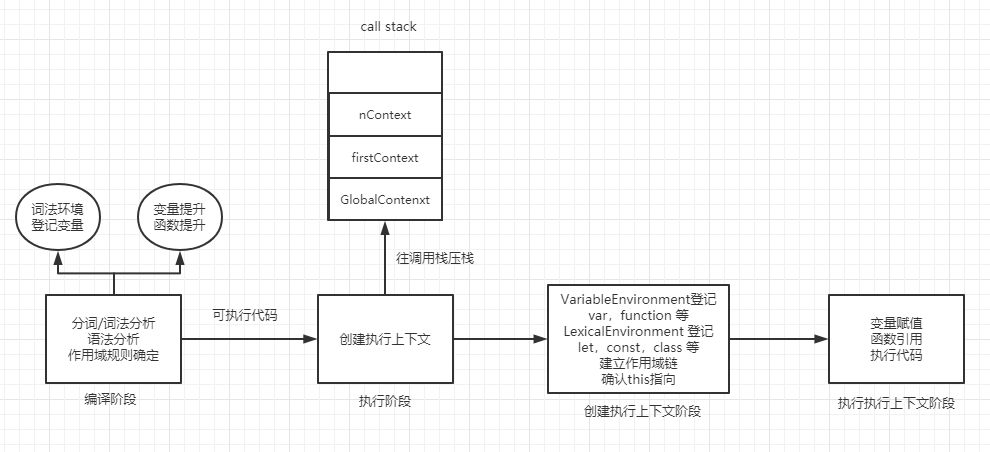 call stack
nContext
firstContext
GlobalContenxt
词法环境
登记变量
变量提升
函数提升
往调用栈压栈
分词/词法分析
语法分析
作用域规则确定
编译阶段
可执行代码
创建执行上下文
执行阶段
VariableEnvironment登记
var，function 等
LexicalEnvironment 登记
let，const，class 等
建立作用域链
确认this指向
创建执行上下文阶段
变量赋值
函数引用
执行代码
执行执行上下文阶段